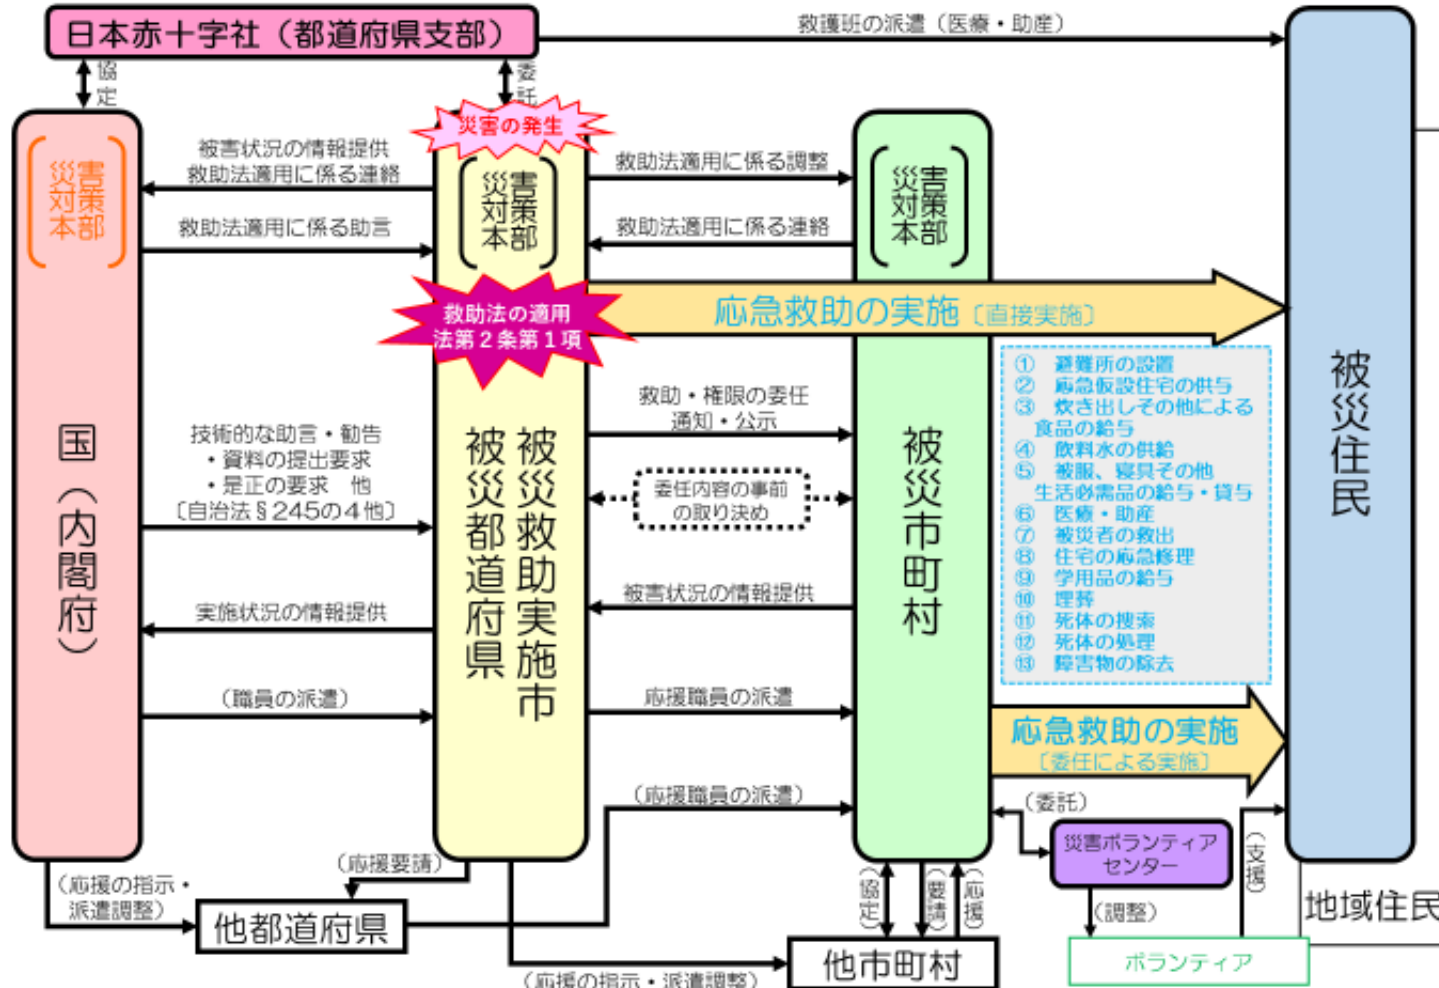 日本赤十字社（都道府県支部）
救護班の派遣（医療・助産）
協定
委託
災害の発生
災害対策本部
被害状況の情報提供
救助法適用に係る連絡
災害対策本部
救助法適用に係る調整
災害対策本部
救助法適用に係る助言
救助法適用に係る連絡
救助法の適用
法第２条第１項
応急救助の実施〔直接実施〕
① 避難所の設置
② 応急仮設住宅の供与
③ 炊き出しその他による
食品の給与
④ 飲料水の供給
⑤ 被服、寝具その他
生活必需品の給与・貸与
⑥ 医療・助産
⑦ 被災者の救出
⑧ 住宅の応急修理
⑨ 学用品の給与
⑩ 埋葬
⑪ 死体の捜索
⑫ 死体の処理
⑬ 障害物の除去
被災住民
国（内閣府）
技術的な助言・勧告
・資料の提出要求
・是正の要求 他
〔自治法§245の４他〕
被災救助実施市
被災都道府県
救助・権限の委任
通知・公示
委任内容の事前
の取り決め
被災市町村
実施状況の情報提供
被害状況の情報提供
（職員の派遣）
応援職員の派遣
応急救助の実施
〔委任による実施〕
（応援職員の派遣）
（委託）
災害ボランティア
センター
（支援）
（応援要請）
（応援の指示・
派遣調整）
他都道府県
（協定）
（要請）
（応援）
（調整）
地域住民
他市町村
ボランティア
（応援の指示・派遣調整）